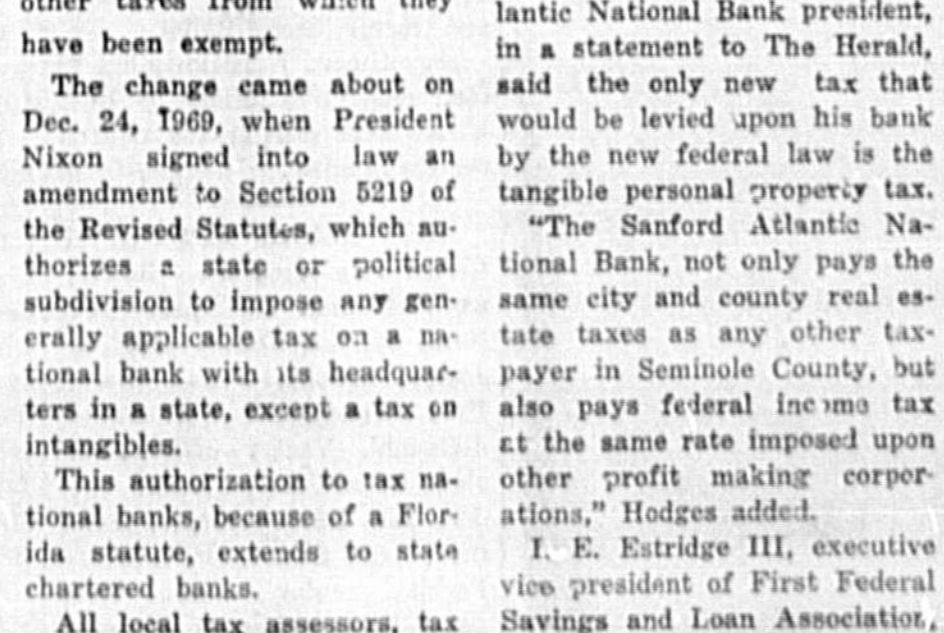 other taxes from which they
have been exempt.
The change came about on
Dec. 24, 1969, when President
Nixon signed into law an
amendment to Section 5219 of
the Revised Statutes, which au-
thorizes a state or political
subdivision to impose any gen-
erally applicable tax on a na-
tional bank with its headquar-
ters in a state, except a tax on
intangibles.
This authorization to tax na-
tional banks, because of a Flor-
ida statute, extends to state
chartered banks.
All local tax assessors, tax
lantic National Bank president,
in a statement to The Herald,
said the only new tax that
would be levied upon his bank
by the new federal law is the
tangible personal property tax.
"The Sanford Atlantic Na-
tional Bank, not only pays the
same city and county real es-
tate taxes as any other tax-
payer in Seminole County, but
also pays federal income tax
at the same rate imposed upon
other profit making corpor-
ations," Hodges added.
I. E. Estridge III, executive
vice president of First Federal
Savings and Loan Association,